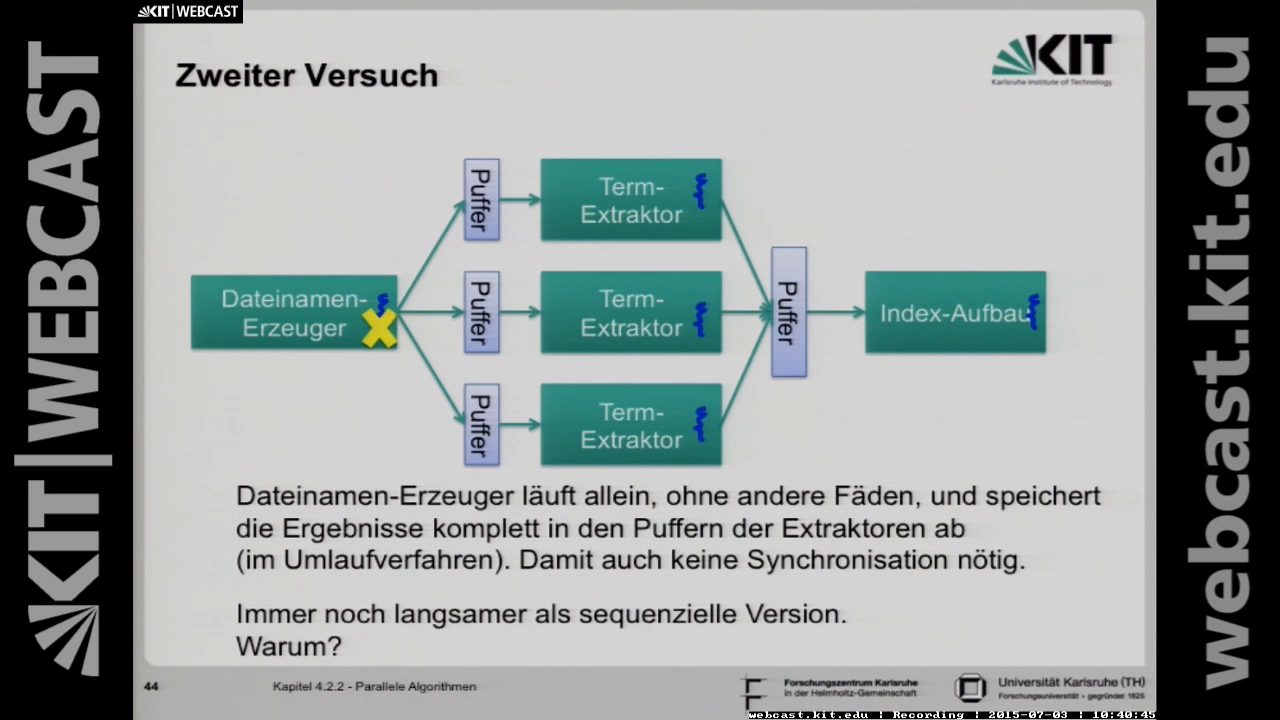 KIT|WEBCAST
Zweiter Versuch
KIT
Karlsruhe Institute of Technology
Puffer
Term-
Extraktor
Dateinamen-
Erzeuger
Puffer
Term-
Extraktor
Puffer
Index-Aufbau
Puffer
Term-
Extraktor
Dateinamen-Erzeuger läuft allein, ohne andere Fäden, und speichert
die Ergebnisse komplett in den Puffern der Extraktoren ab
(im Umlaufverfahren). Damit auch keine Synchronisation nötig.
Immer noch langsamer als sequenzielle Version.
Warum?
44
Kapitel 4.2.2 - Parallele Algorithmen
Forschungszentrum Karlsruhe
in der Helmholtz-Gemeinschaft
Universität Karlsruhe (TH)
Forschungsuniversität • gegründet 1825
webcast.kit.edu | Recording | 2015-07-03 | 10:40:45
KIT|WEBCAST
webcast.kit.edu